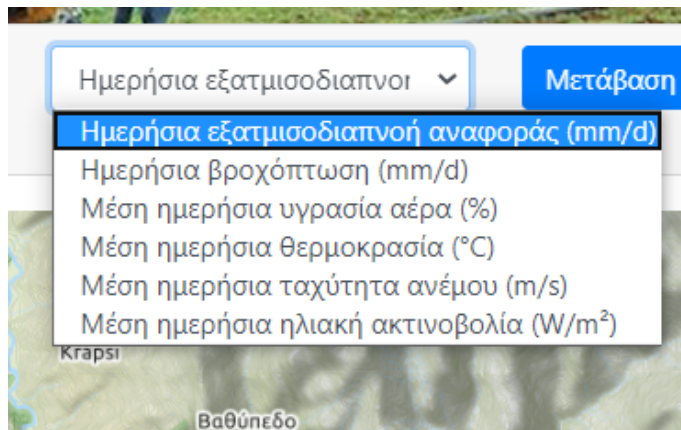 Ημερήσια εξατμισοδιαπνοι
Μετάβαση
Ημερήσια εξατμισοδιαπνοή αναφοράς (mm/d)
Ημερήσια βροχόπτωση (mm/d)
Μέση ημερήσια υγρασία αέρα (%)
Μέση ημερήσια θερμοκρασία (°C)
Μέση ημερήσια ταχύτητα ανέμου (m/s)
Μέση ημερήσια ηλιακή ακτινοβολία (W/m²)
Krapsi
Βαθύπεδο